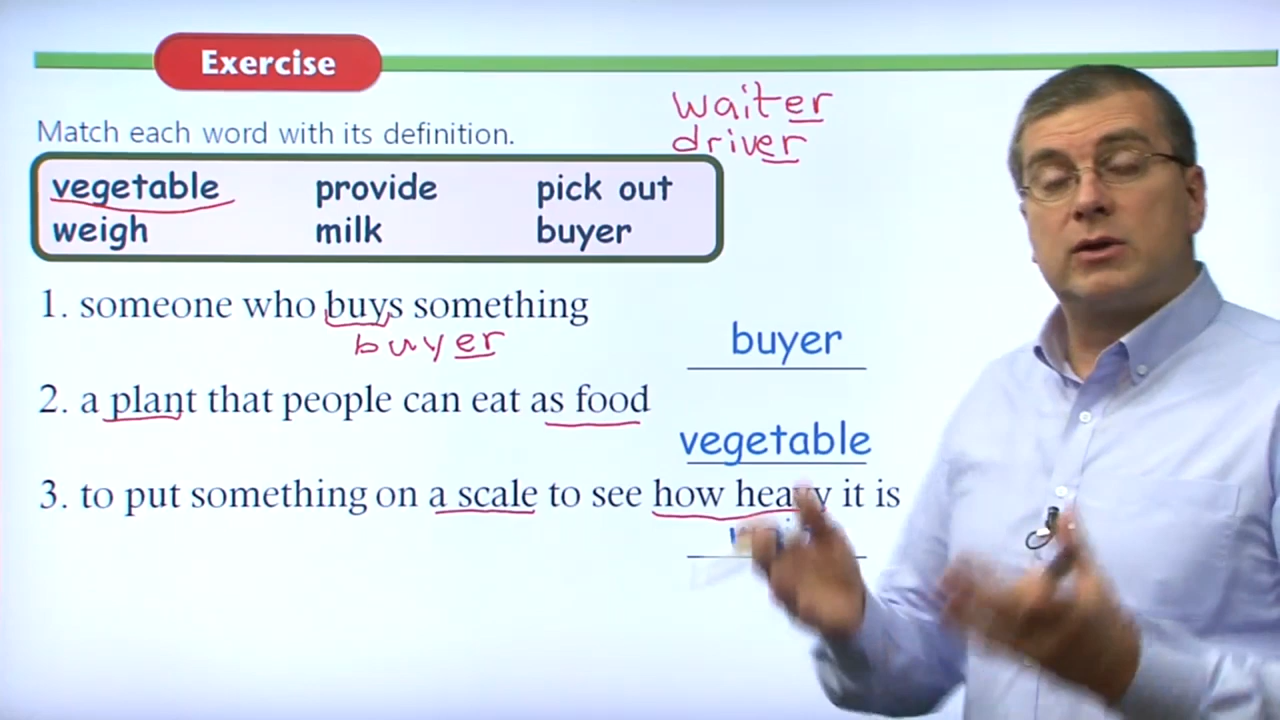 Exercise
waiter
Match each word with its definition.
driver
vegetable provide pick out
weigh milk buyer
1. someone who buys something
buyer
buyer
2. a plant that people can eat as food
vegetable
3. to put something on a scale to see how heavy it is